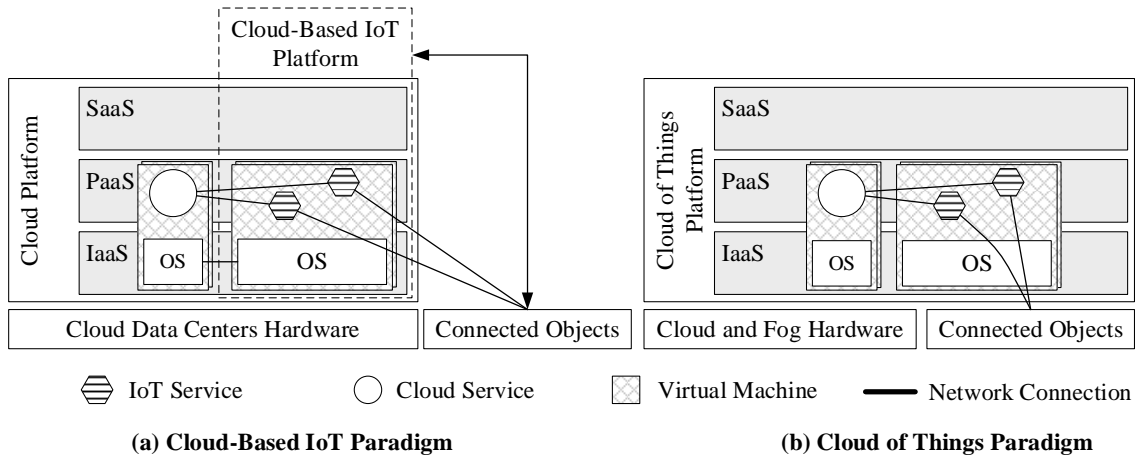 Cloud-Based IoT
Platform
Cloud Platform
SaaS
PaaS
IaaS
OS
OS
Cloud Data Centers Hardware
Connected Objects
Cloud of Things
Platform
SaaS
PaaS
IaaS
OS
OS
Cloud and Fog Hardware
Connected Objects
IoT Service
Cloud Service
Virtual Machine
Network Connection
(a) Cloud-Based IoT Paradigm
(b) Cloud of Things Paradigm